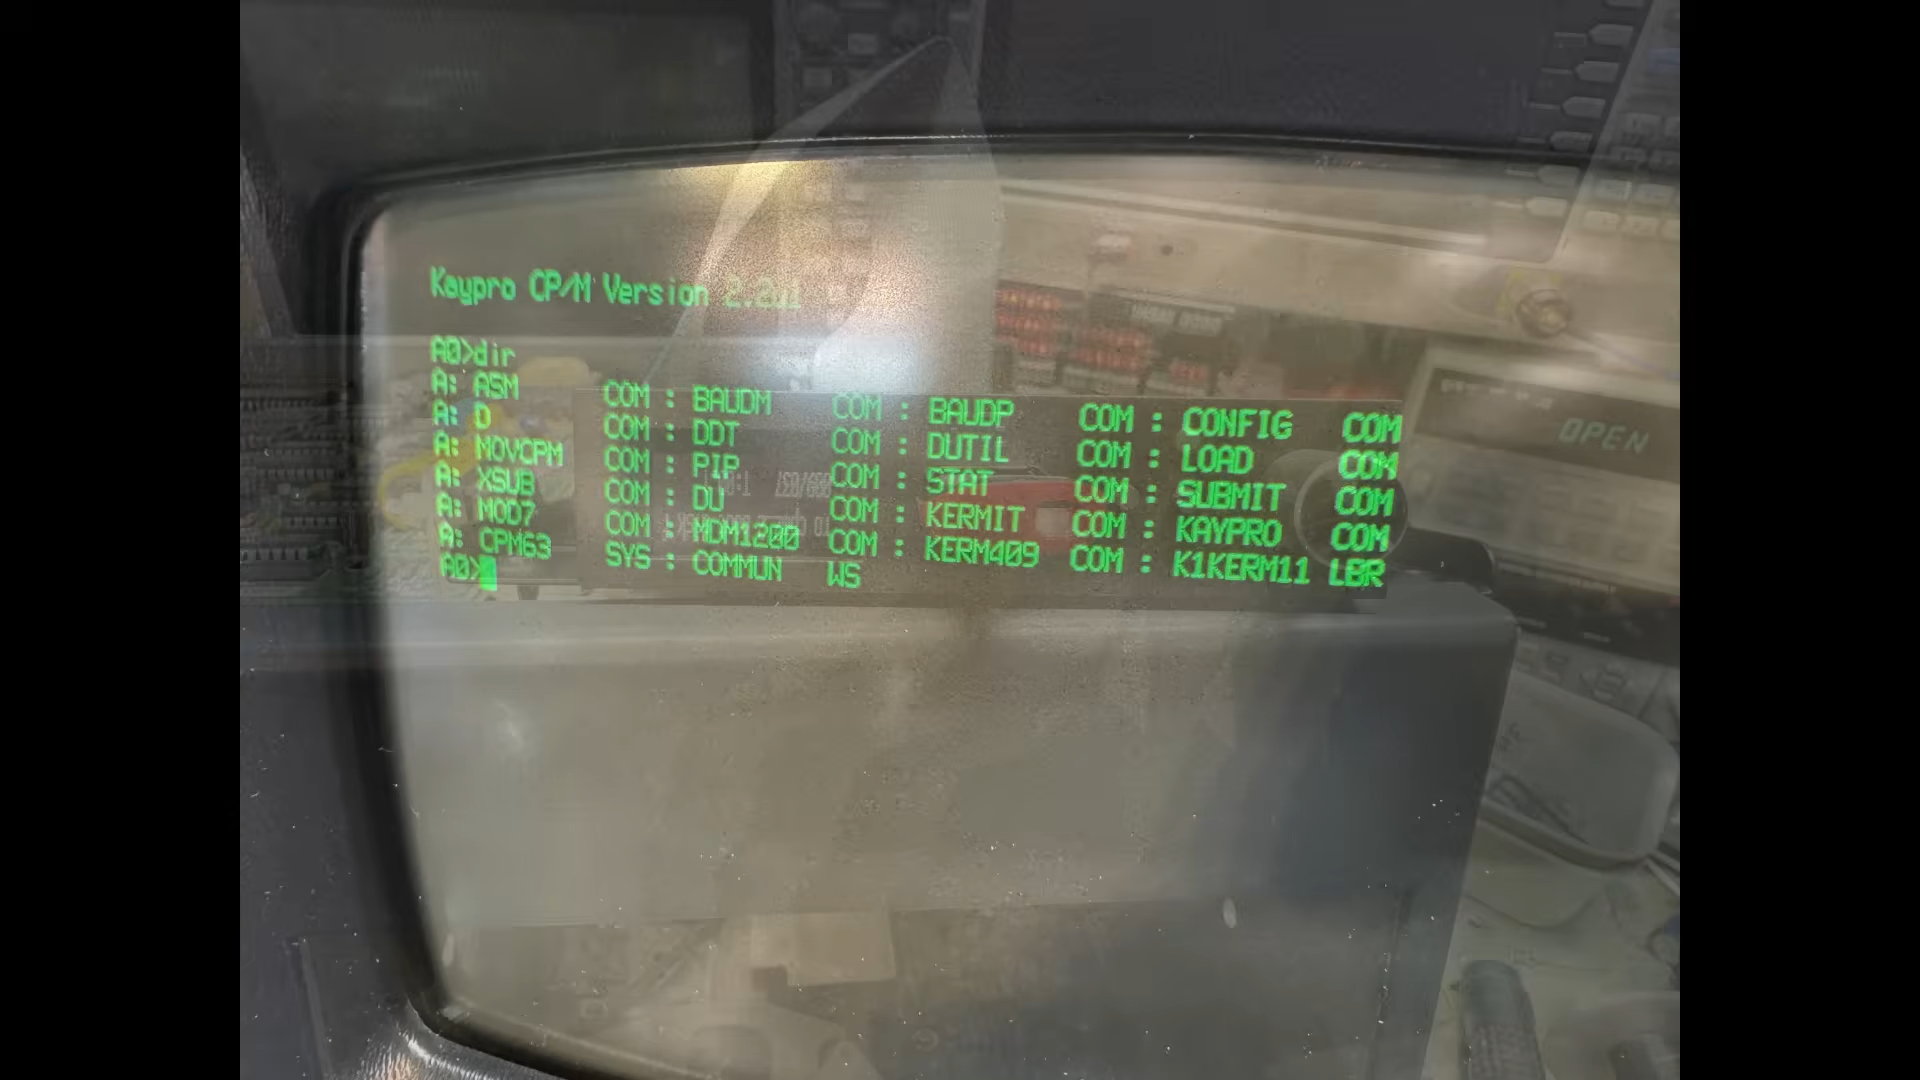 Kaypro CP/M Version
A0>dir
A: ASM COM : BAUDM COM : BAUDP COM : CONFIG COM
A: D COM : DDT COM : DUTIL COM : LOAD COM
A: MOVCPM COM : PIP COM : STAT COM : SUBMIT COM
A: XSUB COM : DU COM : KERMIT COM : KAYPRO COM
A: MOD7 COM : MDM1200 COM : KERM409 COM : K1KERM11 LBR
A: CPM63 SYS : COMMUN WS
A0>
OPEN